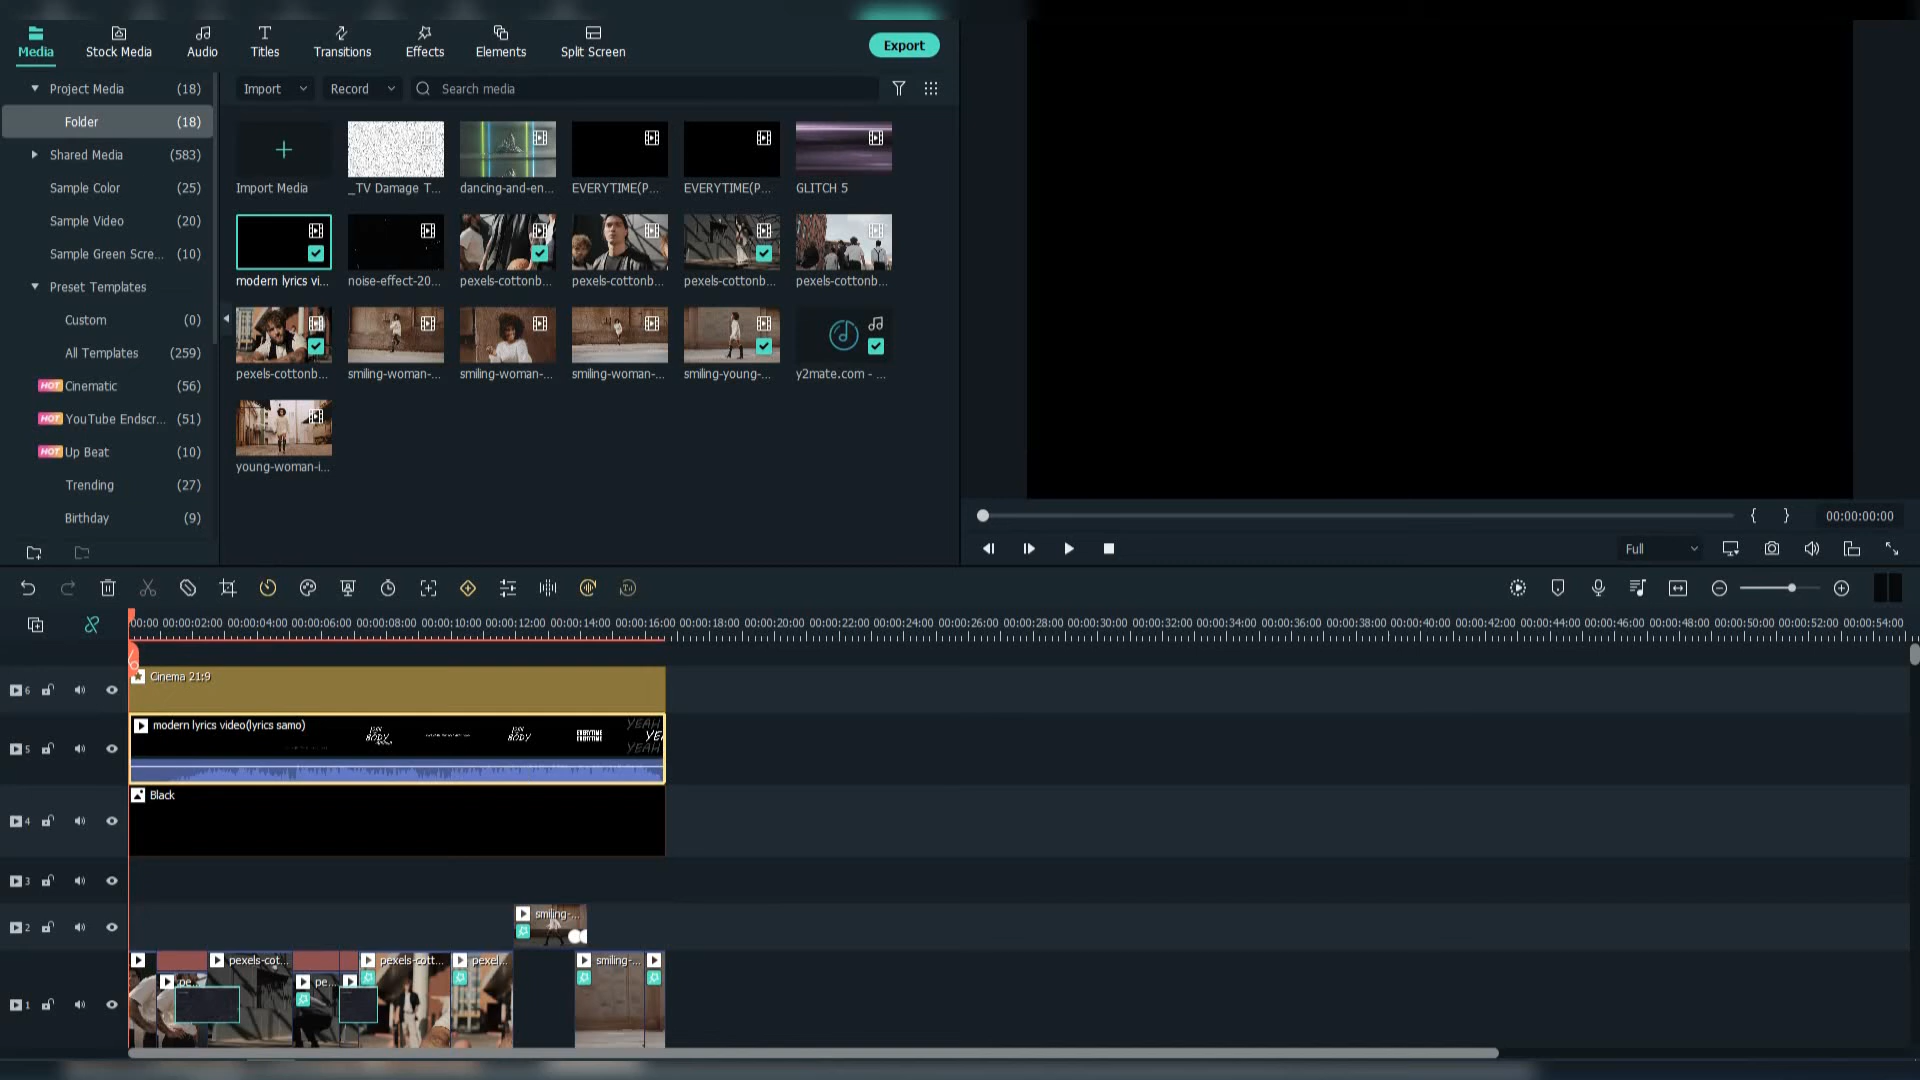 Media
Stock Media
Audio
Titles
Transitions
Effects
Elements
Split Screen
Export
Project Media (18)
Folder (18)
Shared Media (583)
Sample Color (25)
Sample Video (20)
Sample Green Scre... (10)
Preset Templates
Custom (0)
All Templates (259)
HOT Cinematic (56)
HOT YouTube Endscr... (51)
HOT Up Beat (10)
Trending (27)
Birthday (9)
Import
Record
Search media
Import Media
_TV Damage T...
dancing-and-en...
EVERYTIME(P...
EVERYTIME(P...
GLITCH 5
modern lyrics vi...
noise-effect-20...
pexels-cottonb...
pexels-cottonb...
pexels-cottonb...
pexels-cottonb...
pexels-cottonb...
smiling-woman-...
smiling-woman-...
smiling-woman-...
smiling-young-...
y2mate.com - ...
young-woman-i...
{ } 00:00:00:00
Full
00:00 00:00:02:00 00:00:04:00 00:00:06:00 00:00:08:00 00:00:10:00 00:00:12:00 00:00:14:00 00:00:16:00 00:00:18:00 00:00:20:00 00:00:22:00 00:00:24:00 00:00:26:00 00:00:28:00 00:00:30:00 00:00:32:00 00:00:34:00 00:00:36:00 00:00:38:00 00:00:40:00 00:00:42:00 00:00:44:00 00:00:46:00 00:00:48:00 00:00:50:00 00:00:52:00 00:00:54:00
6
Cinema 21:9
5
modern lyrics video(lyrics samo)
BODY
BODY
EVERYTIME
YEAH
YE
YEAH
4
Black
3
2
smiling-...
1
pexels-cot...
pexels-cott...
pexel...
smiling-...
pe...
pe...